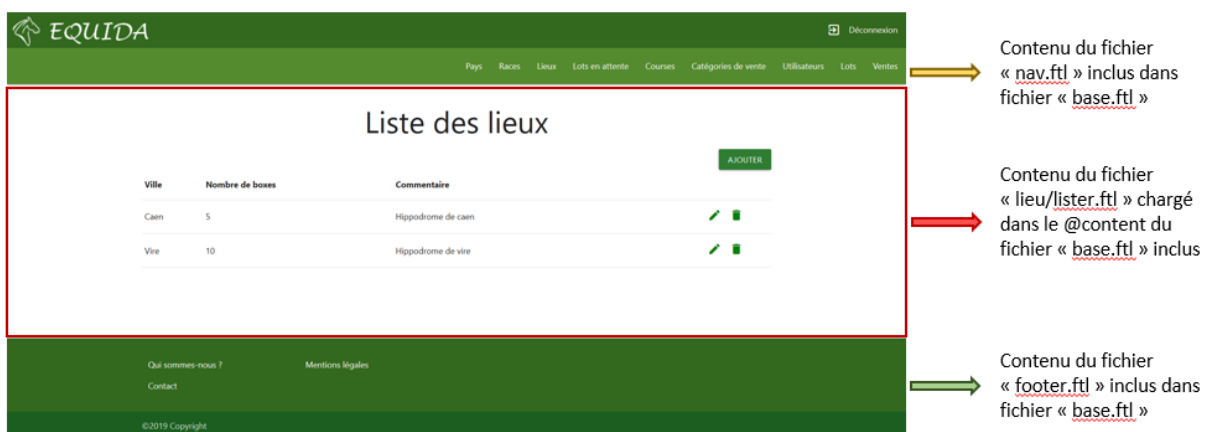 EQUIDA
Déconnexion
Pays Races Lieux Lots en attente Courses Catégories de vente Utilisateurs Lots Ventes
Contenu du fichier
« nav.ftl » inclus dans
fichier « base.ftl »
Liste des lieux
AJOUTER
Ville Nombre de boxes Commentaire
Caen 5 Hippodrome de caen
Vire 10 Hippodrome de vire
Contenu du fichier
« lieu/lister.ftl » chargé
dans le @content du
fichier « base.ftl » inclus
Qui sommes-nous ? Mentions légales
Contact
©2019 Copyright
Contenu du fichier
« footer.ftl » inclus dans
fichier « base.ftl »